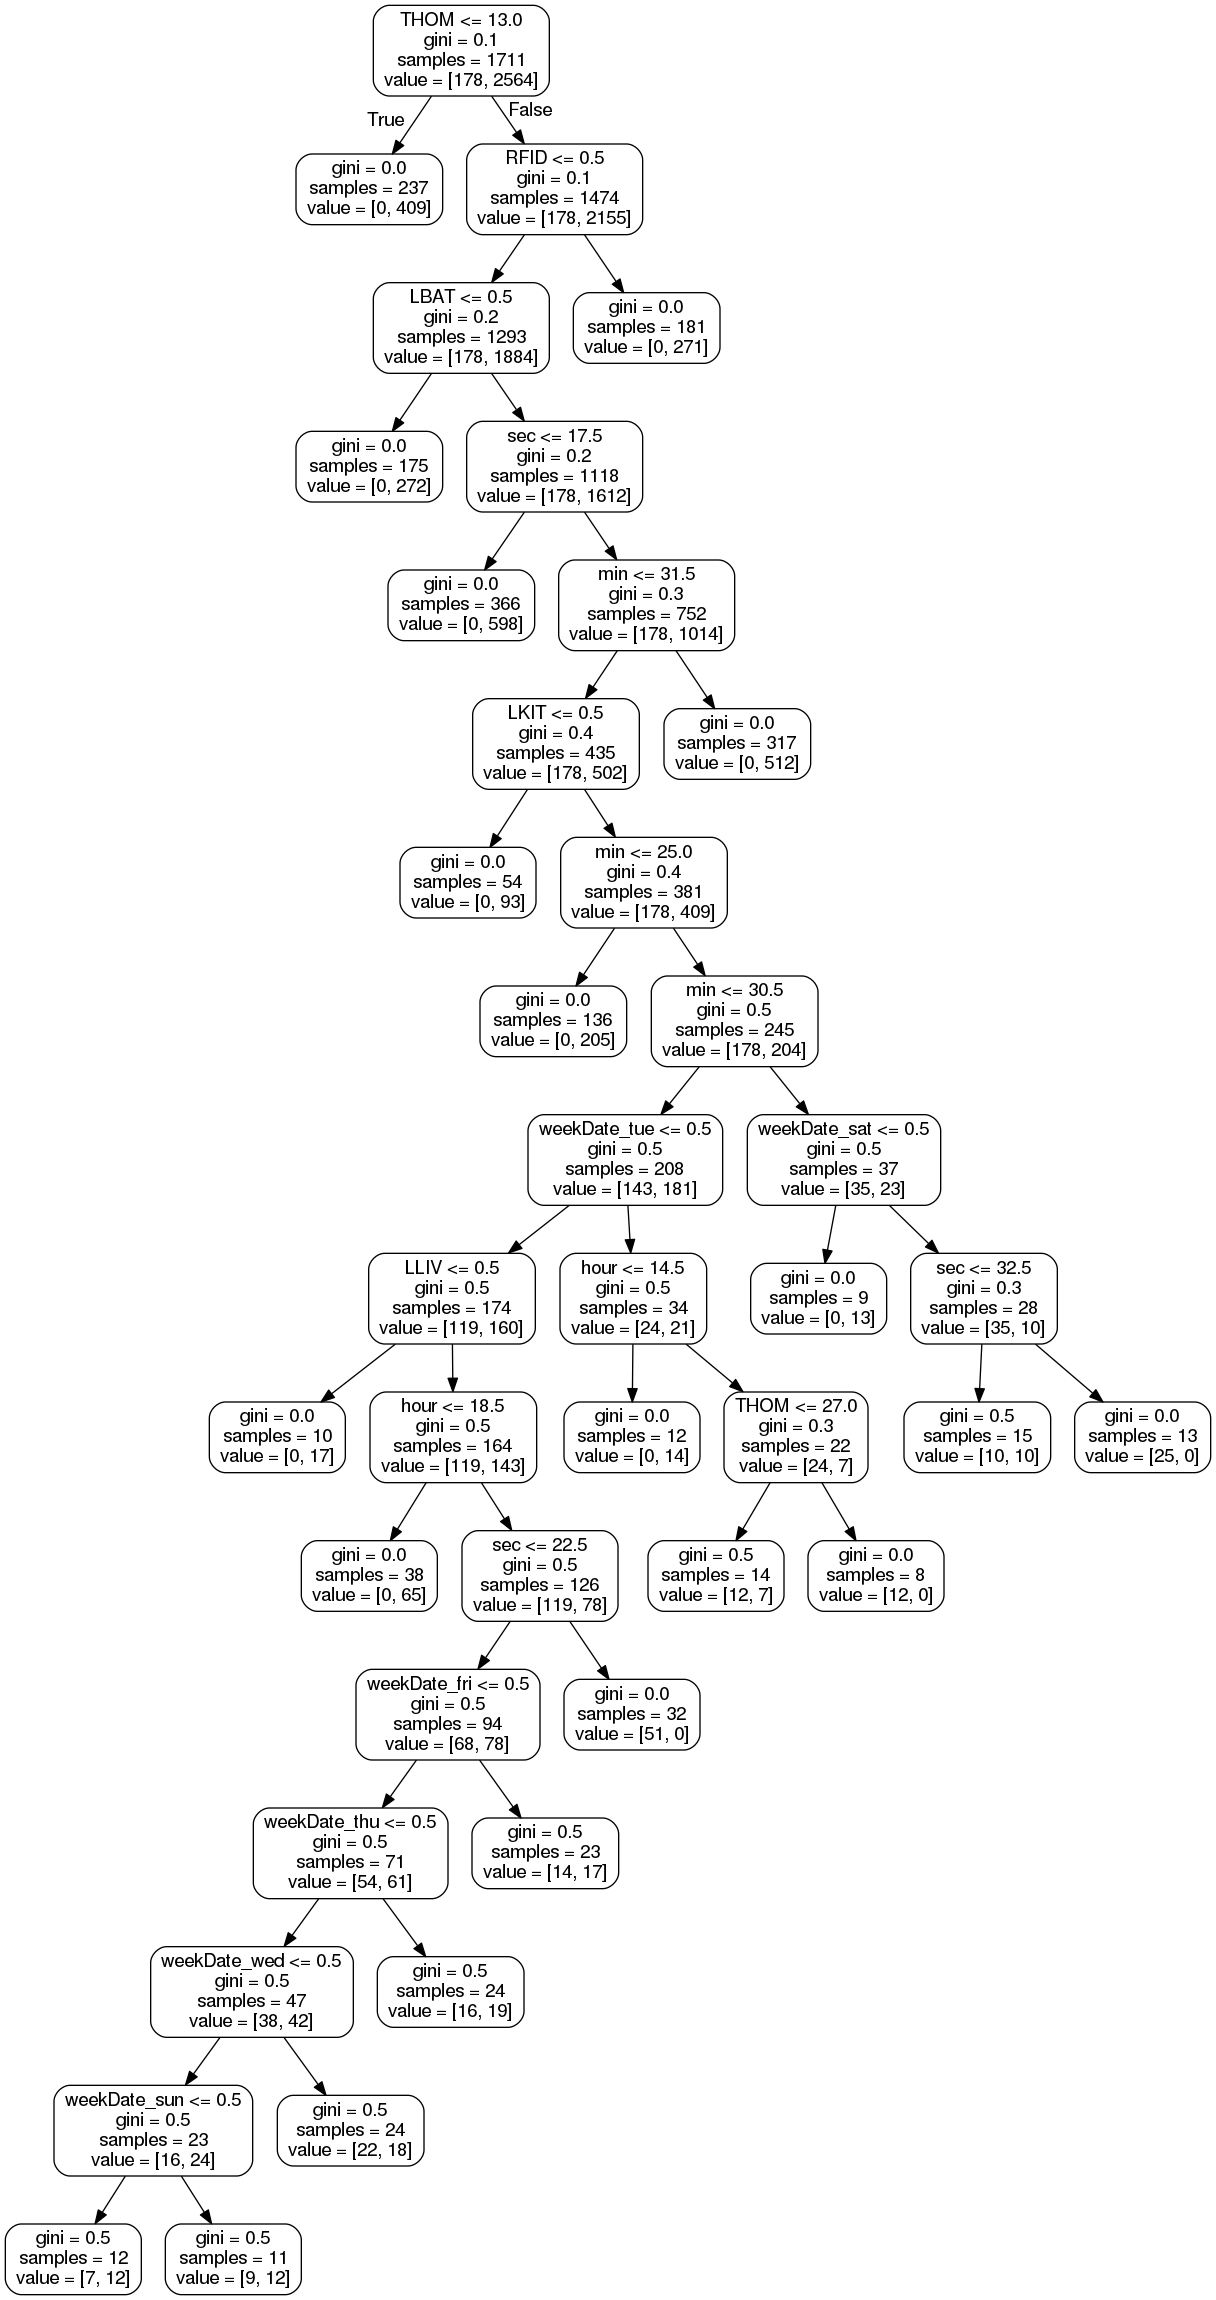 THOM <= 13.0
gini = 0.1
samples = 1711
value = [178, 2564]
True
False
gini = 0.0
samples = 237
value = [0, 409]
RFID <= 0.5
gini = 0.1
samples = 1474
value = [178, 2155]
LBAT <= 0.5
gini = 0.2
samples = 1293
value = [178, 1884]
gini = 0.0
samples = 181
value = [0, 271]
gini = 0.0
samples = 175
value = [0, 272]
sec <= 17.5
gini = 0.2
samples = 1118
value = [178, 1612]
gini = 0.0
samples = 366
value = [0, 598]
min <= 31.5
gini = 0.3
samples = 752
value = [178, 1014]
LKIT <= 0.5
gini = 0.4
samples = 435
value = [178, 502]
gini = 0.0
samples = 317
value = [0, 512]
gini = 0.0
samples = 54
value = [0, 93]
min <= 25.0
gini = 0.4
samples = 381
value = [178, 409]
gini = 0.0
samples = 136
value = [0, 205]
min <= 30.5
gini = 0.5
samples = 245
value = [178, 204]
weekDate_tue <= 0.5
gini = 0.5
samples = 208
value = [143, 181]
weekDate_sat <= 0.5
gini = 0.5
samples = 37
value = [35, 23]
LLIV <= 0.5
gini = 0.5
samples = 174
value = [119, 160]
hour <= 14.5
gini = 0.5
samples = 34
value = [24, 21]
gini = 0.0
samples = 9
value = [0, 13]
sec <= 32.5
gini = 0.3
samples = 28
value = [35, 10]
gini = 0.0
samples = 10
value = [0, 17]
hour <= 18.5
gini = 0.5
samples = 164
value = [119, 143]
gini = 0.0
samples = 12
value = [0, 14]
THOM <= 27.0
gini = 0.3
samples = 22
value = [24, 7]
gini = 0.5
samples = 15
value = [10, 10]
gini = 0.0
samples = 13
value = [25, 0]
gini = 0.0
samples = 38
value = [0, 65]
sec <= 22.5
gini = 0.5
samples = 126
value = [119, 78]
gini = 0.5
samples = 14
value = [12, 7]
gini = 0.0
samples = 8
value = [12, 0]
weekDate_fri <= 0.5
gini = 0.5
samples = 94
value = [68, 78]
gini = 0.0
samples = 32
value = [51, 0]
weekDate_thu <= 0.5
gini = 0.5
samples = 71
value = [54, 61]
gini = 0.5
samples = 23
value = [14, 17]
weekDate_wed <= 0.5
gini = 0.5
samples = 47
value = [38, 42]
gini = 0.5
samples = 24
value = [16, 19]
weekDate_sun <= 0.5
gini = 0.5
samples = 23
value = [16, 24]
gini = 0.5
samples = 24
value = [22, 18]
gini = 0.5
samples = 12
value = [7, 12]
gini = 0.5
samples = 11
value = [9, 12]